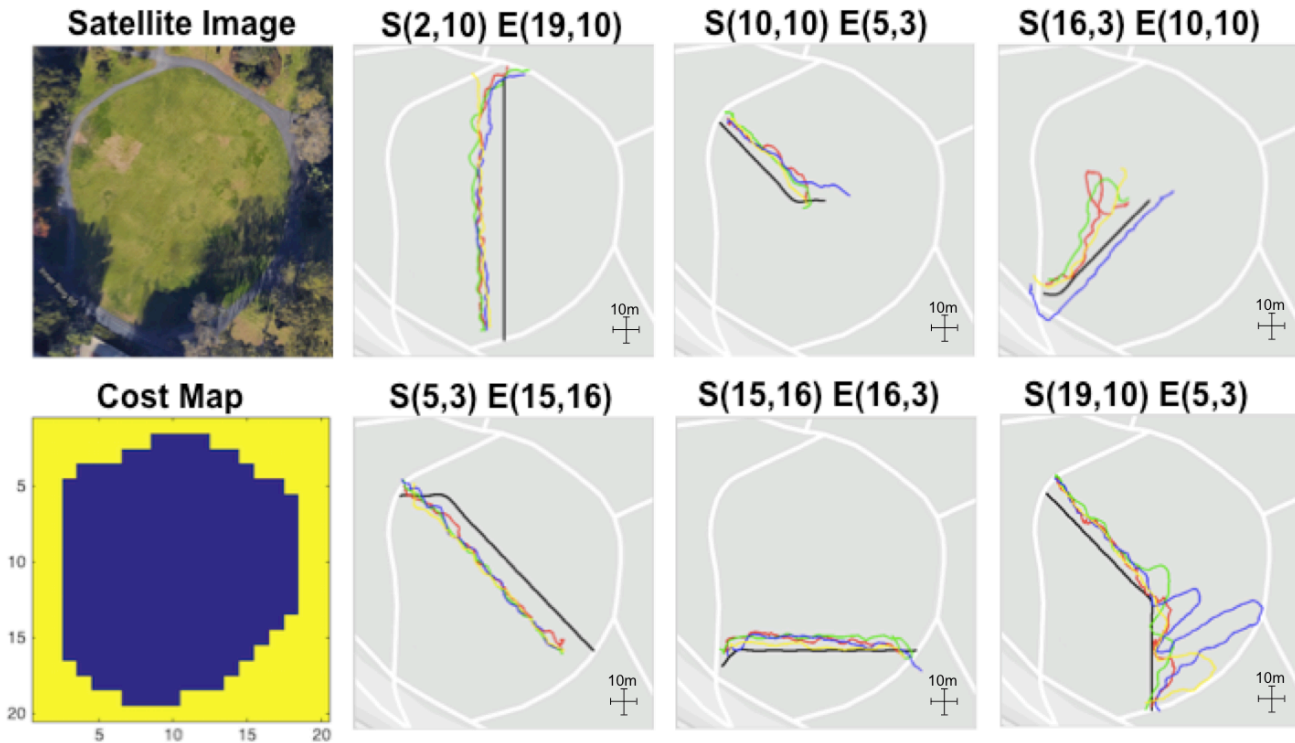 Satellite Image
S(2,10) E(19,10)
S(10,10) E(5,3)
S(16,3) E(10,10)
10m
10m
10m
Cost Map
S(5,3) E(15,16)
S(15,16) E(16,3)
S(19,10) E(5,3)
5
10
15
20
5
10
15
20
10m
10m
10m